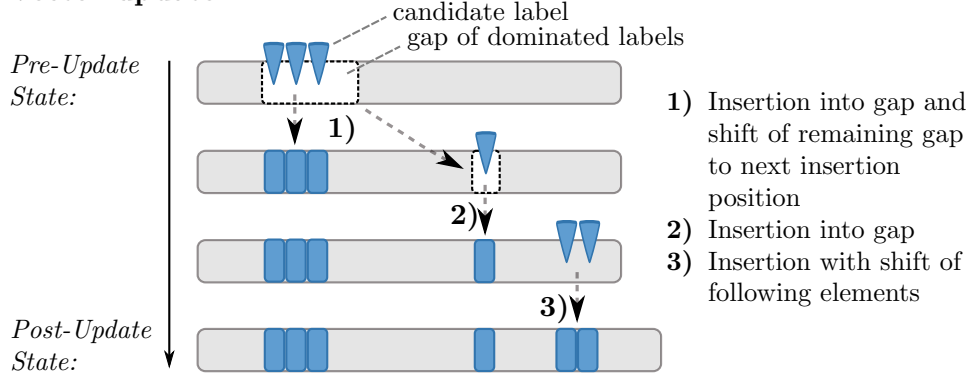 candidate label
gap of dominated labels
Pre-Update
State:
1)
2)
3)
Post-Update
State:
1) Insertion into gap and
shift of remaining gap
to next insertion
position
2) Insertion into gap
3) Insertion with shift of
following elements